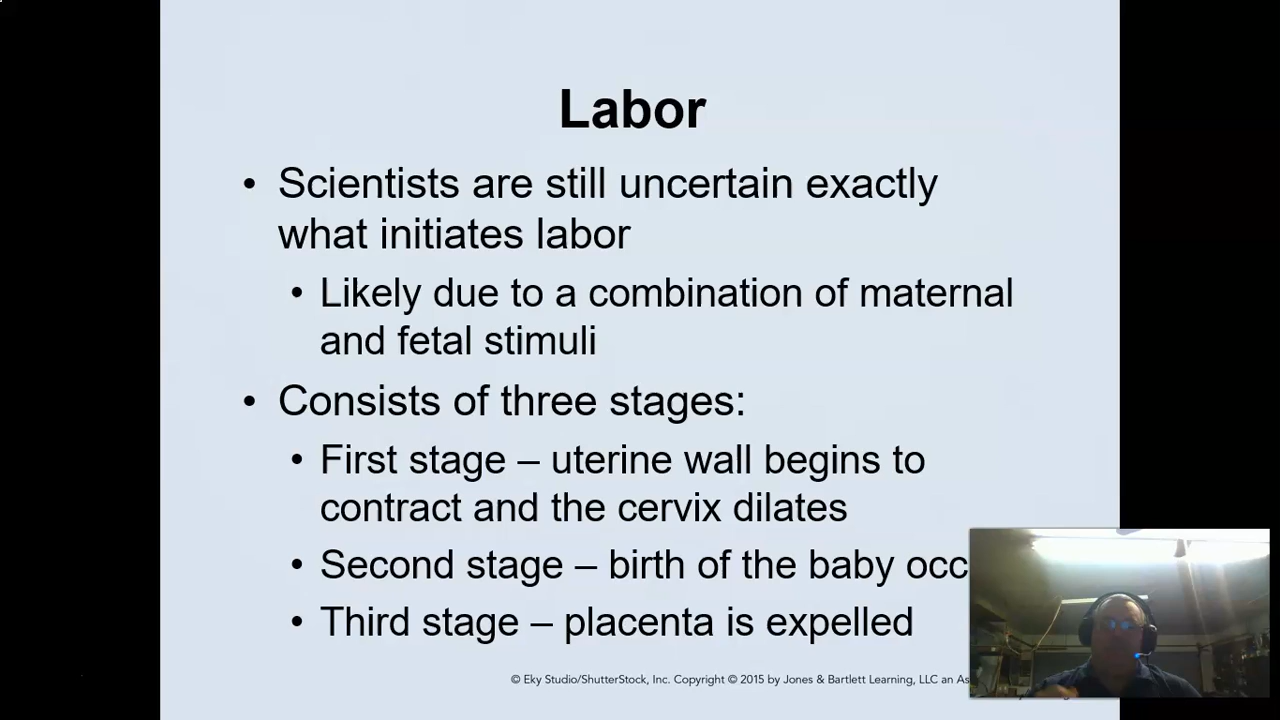 Labor
• Scientists are still uncertain exactly
what initiates labor
• Likely due to a combination of maternal
and fetal stimuli
• Consists of three stages:
• First stage – uterine wall begins to
contract and the cervix dilates
• Second stage – birth of the baby occ
• Third stage – placenta is expelled
© Eky Studio/ShutterStock, Inc. Copyright © 2015 by Jones & Bartlett Learning, LLC an As